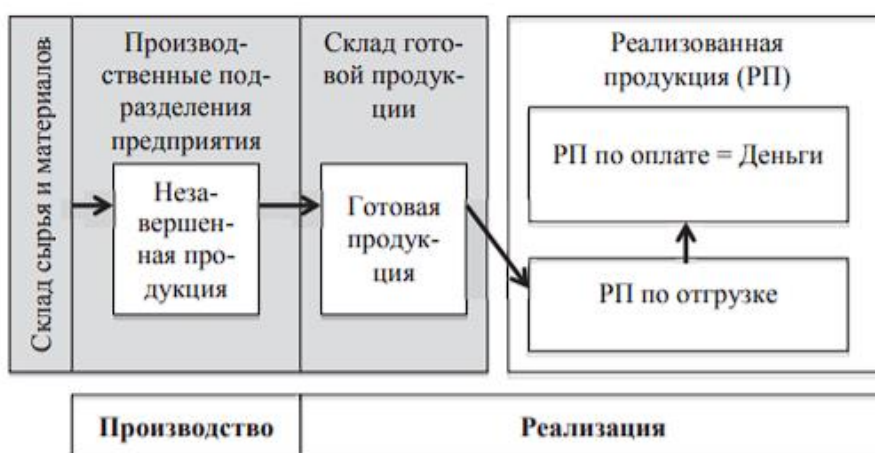 Склад сырья и материалов
Производ-
ственные под-
разделения
предприятия
Неза-
вершен-
ная про-
дукция
Склад гото-
вой продук-
ции
Готовая
продук-
ция
Реализованная
продукция (РП)
РП по оплате = Деньги
РП по отгрузке
Производство
Реализация